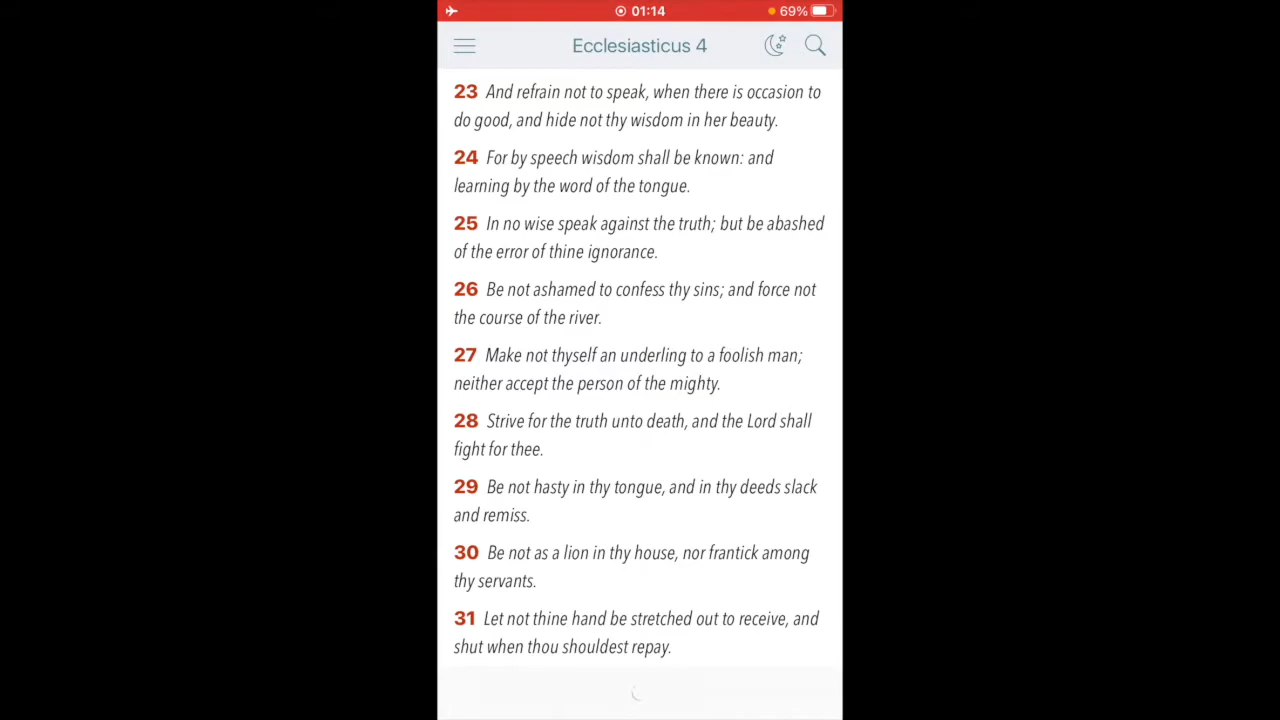 01:14
69%
Ecclesiasticus 4
23 And refrain not to speak, when there is occasion to
do good, and hide not thy wisdom in her beauty.
24 For by speech wisdom shall be known: and
learning by the word of the tongue.
25 In no wise speak against the truth; but be abashed
of the error of thine ignorance.
26 Be not ashamed to confess thy sins; and force not
the course of the river.
27 Make not thyself an underling to a foolish man;
neither accept the person of the mighty.
28 Strive for the truth unto death, and the Lord shall
fight for thee.
29 Be not hasty in thy tongue, and in thy deeds slack
and remiss.
30 Be not as a lion in thy house, nor frantick among
thy servants.
31 Let not thine hand be stretched out to receive, and
shut when thou shouldest repay.